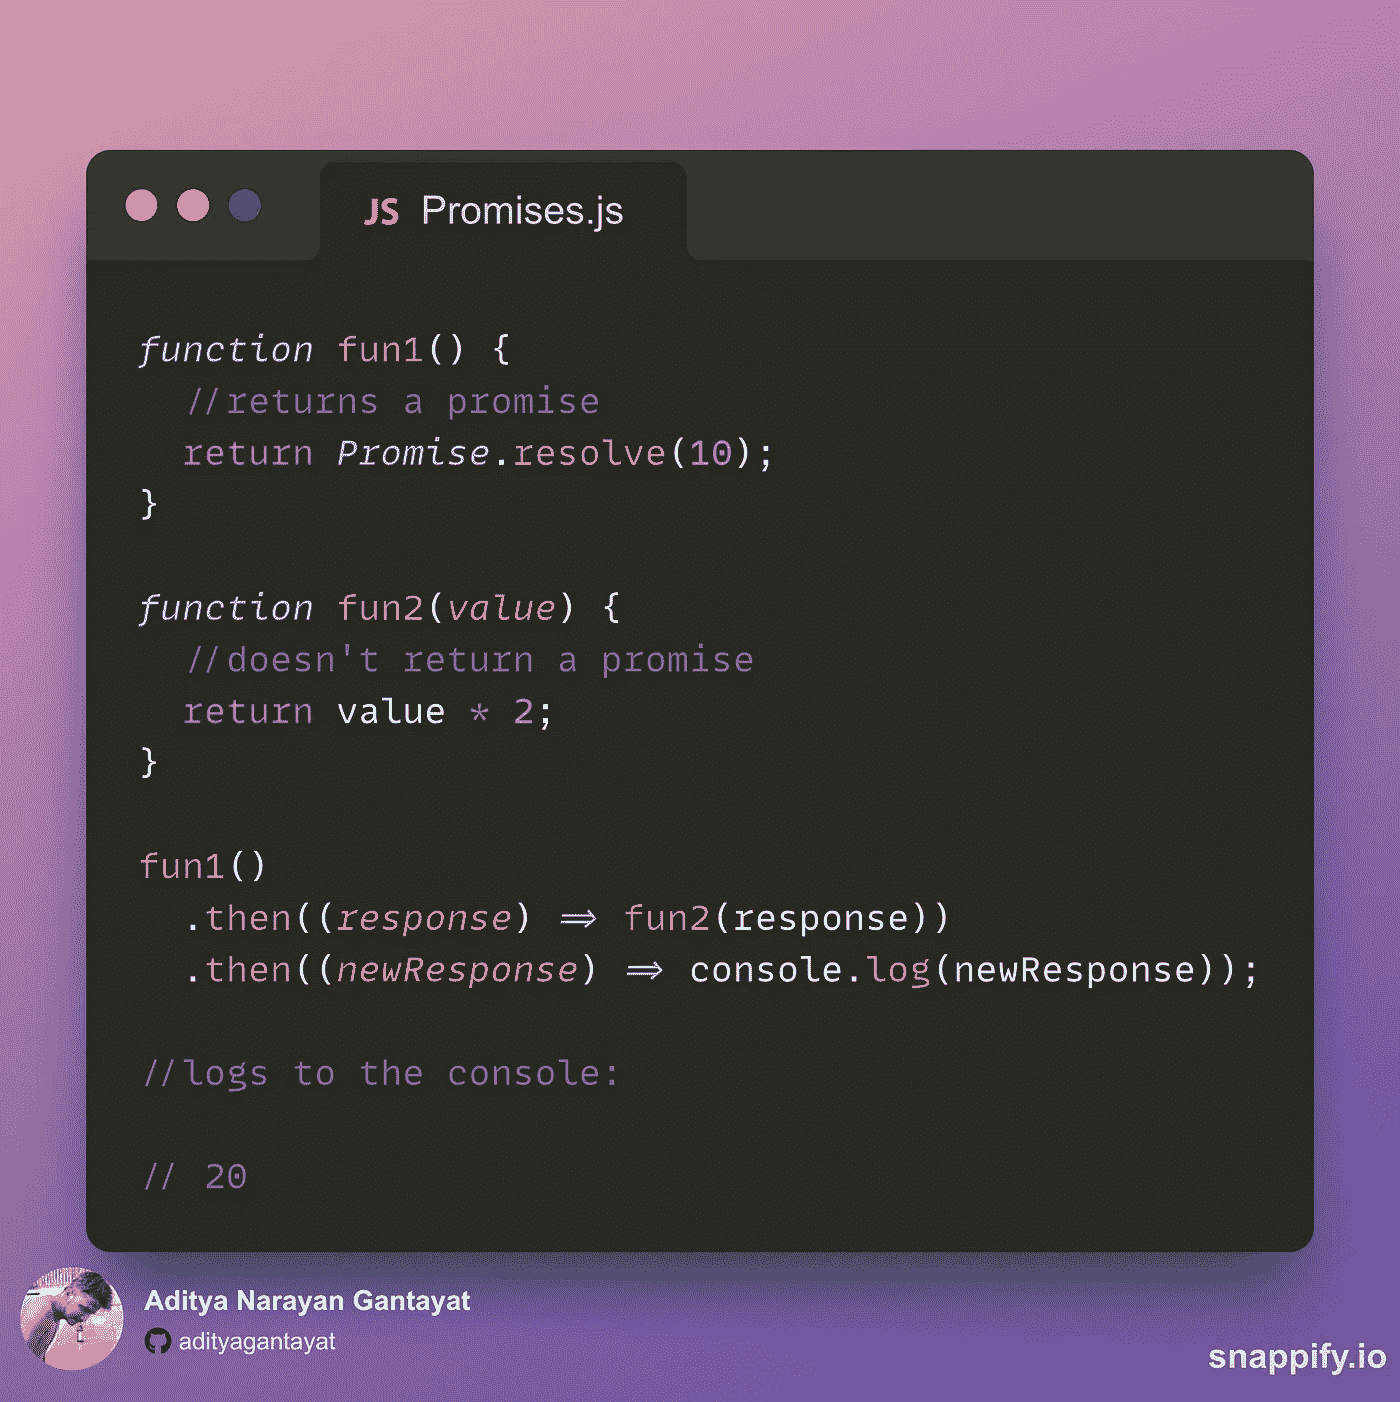 JS Promises.js
function fun1() {
  //returns a promise
  return Promise.resolve(10);
}
function fun2(value) {
  //doesn't return a promise
  return value * 2;
}
fun1()
  .then((response) => fun2(response))
  .then((newResponse) => console.log(newResponse));
//logs to the console:
// 20
Aditya Narayan Gantayat
adityagantayat
snappify.io